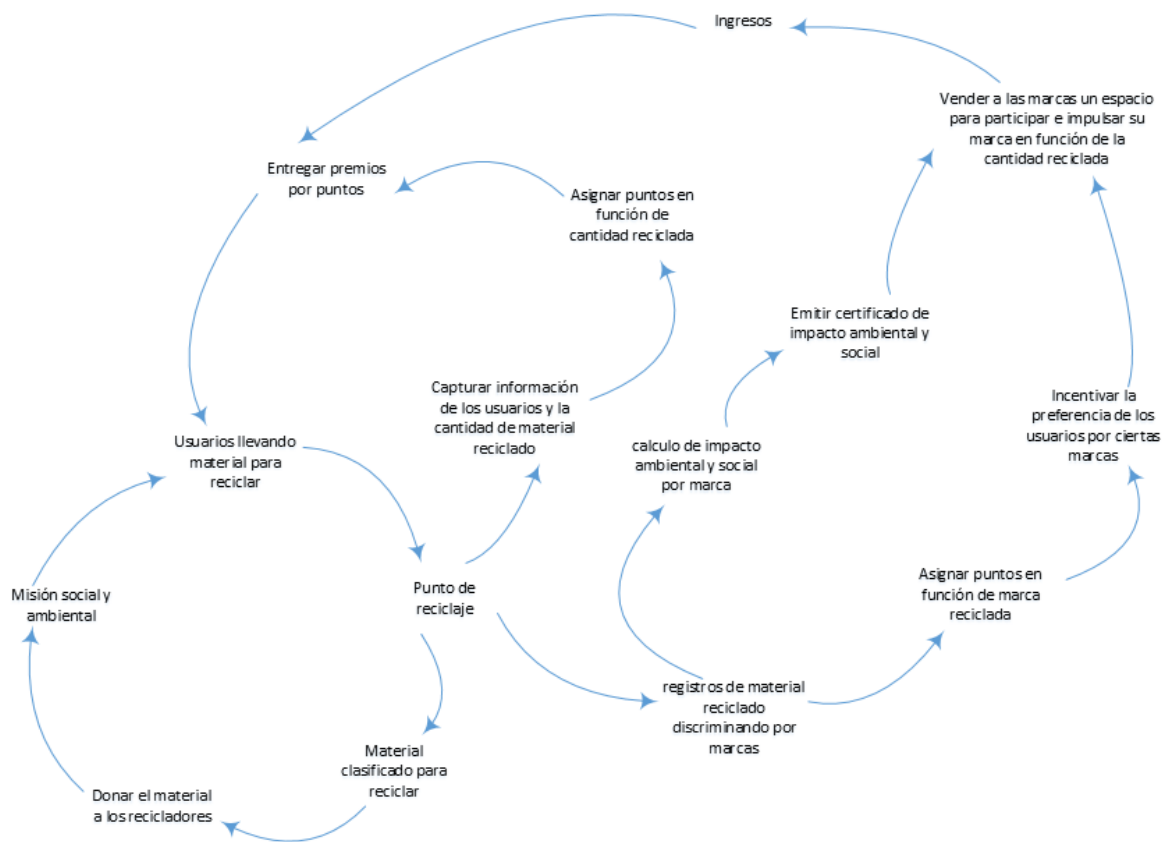 Ingresos
Vender a las marcas un espacio
para participar e impulsar su
marca en función de la
cantidad reciclada
Entregar premios
por puntos
Asignar puntos en
función de
cantidad reciclada
Emitir certificado de
impacto ambiental y
social
Capturar información
de los usuarios y la
cantidad de material
reciclado
Incentivar la
preferencia de los
usuarios por ciertas
marcas
Usuarios llevando
material para
reciclar
calculo de impacto
ambiental y social
por marca
Misión social y
ambiental
Punto de
reciclaje
Asignar puntos en
función de marca
reciclada
registros de material
reciclado
discriminando por
marcas
Material
clasificado para
reciclar
Donar el material
a los recicladores